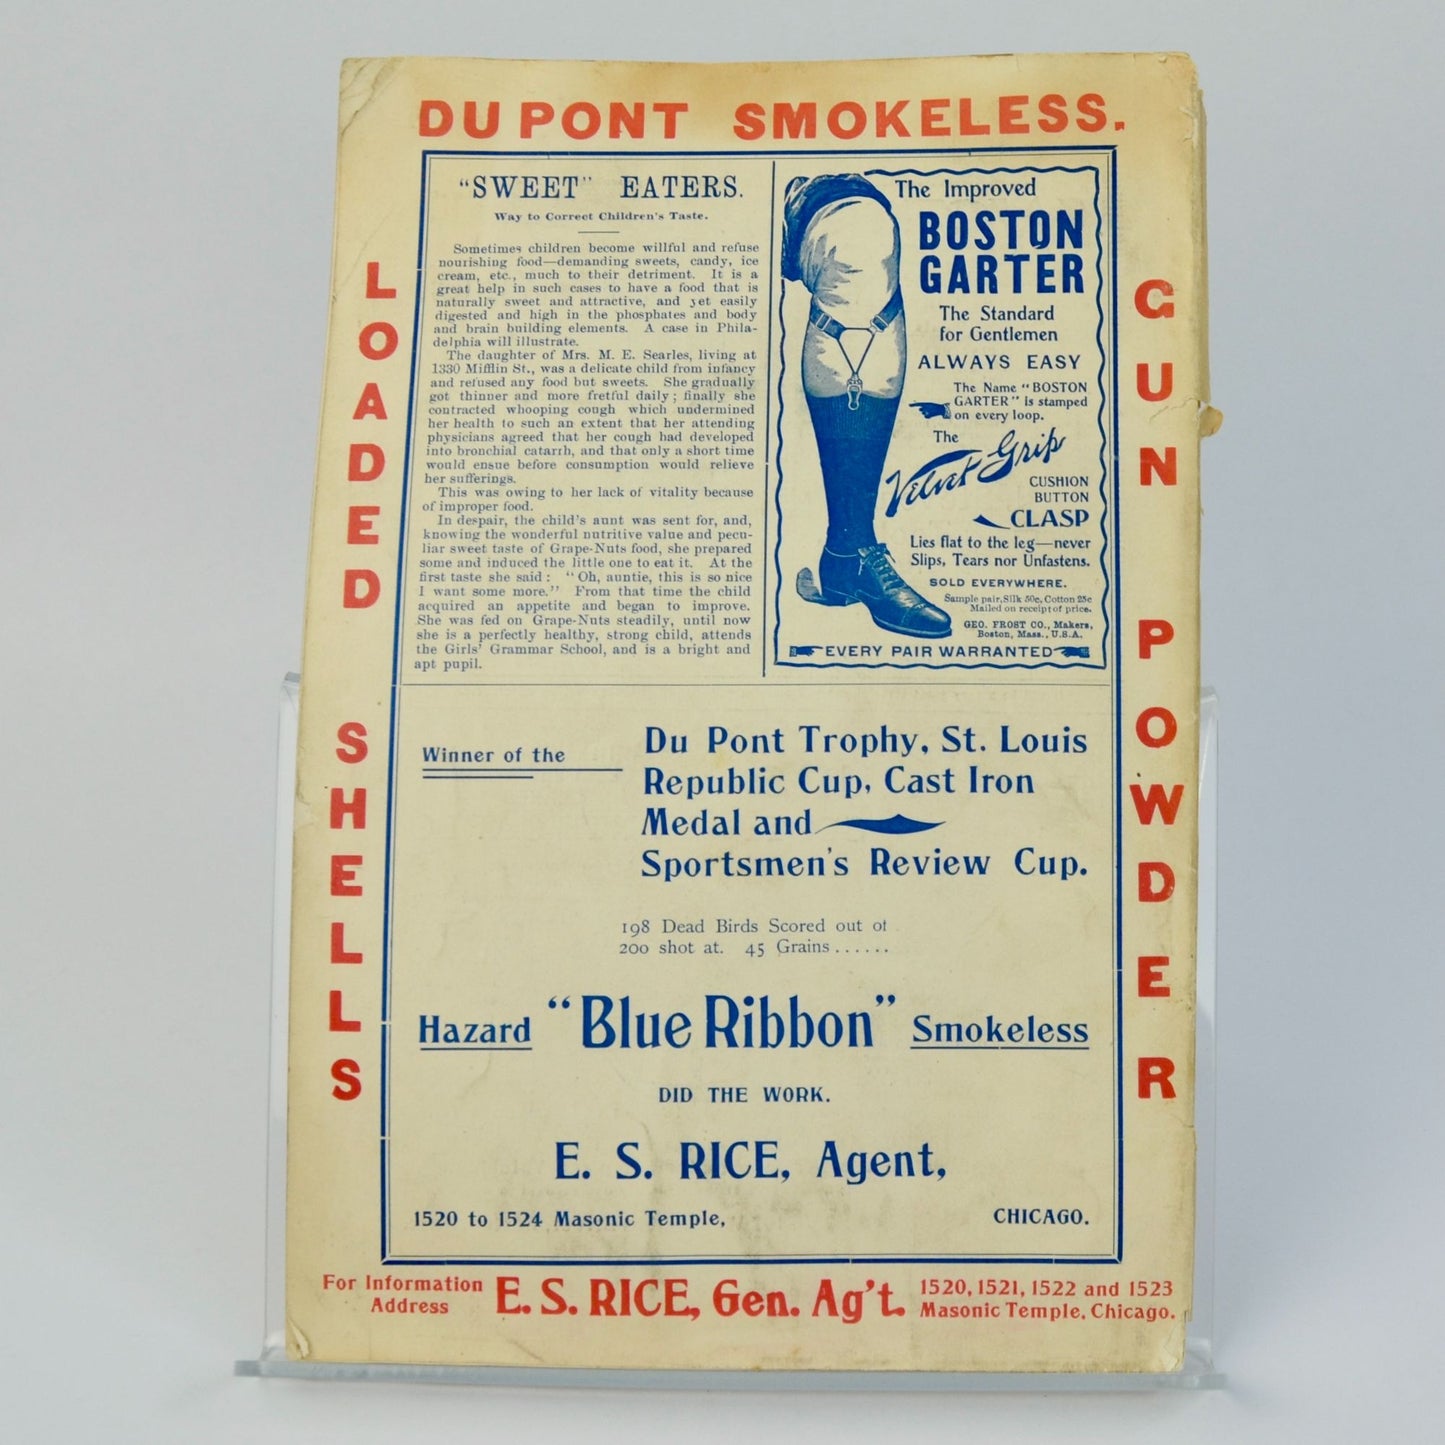 DU PONT SMOKELESS.
LOADED SHELLS
"SWEET" EATERS.
Way to Correct Children's Taste.
Sometimes children become willful and refuse
nourishing food—demanding sweets, candy, ice
cream, etc., much to their detriment. It is a
great help in such cases to have a food that is
naturally sweet and attractive, and yet easily
digested and high in the phosphates and body
and brain building elements. A case in Phila-
delphia will illustrate.
The daughter of Mrs. M. E. Searles, living at
1330 Mifflin St., was a delicate child from infancy
and refused any food but sweets. She gradually
got thinner and more fretful daily; finally she
contracted whooping cough which undermined
her health to such an extent that her attending
physicians agreed that her cough had developed
into bronchial catarrh, and that only a short time
would ensue before consumption would relieve
her sufferings.
This was owing to her lack of vitality because
of improper food.
In despair, the child's aunt was sent for, and,
knowing the wonderful nutritive value and pecu-
liar sweet taste of Grape-Nuts food, she prepared
some and induced the little one to eat it. At the
first taste she said: "Oh, auntie, this is so nice
I want some more." From that time the child
acquired an appetite and began to improve.
She was fed on Grape-Nuts steadily, until now
she is a perfectly healthy, strong child, attends
the Girls' Grammar School, and is a bright and
apt pupil.
The Improved
BOSTON
GARTER
The Standard
for Gentlemen
ALWAYS EASY
The Name "BOSTON
GARTER" is stamped
on every loop.
The
Velvet Grip
CUSHION
BUTTON
CLASP
Lies flat to the leg—never
Slips, Tears nor Unfastens.
SOLD EVERYWHERE.
Sample pair, Silk 50c, Cotton 25c
Mailed on receipt of price.
GEO. FROST CO., Makers,
Boston, Mass., U.S.A.
EVERY PAIR WARRANTED
GUN POWDER
Winner of the
Du Pont Trophy, St. Louis
Republic Cup, Cast Iron
Medal and
Sportsmen's Review Cup.
198 Dead Birds Scored out of
200 shot at. 45 Grains......
Hazard "Blue Ribbon" Smokeless
DID THE WORK.
E. S. RICE, Agent,
1520 to 1524 Masonic Temple, CHICAGO.
For Information
Address
E. S. RICE, Gen. Ag't.
1520, 1521, 1522 and 1523
Masonic Temple, Chicago.